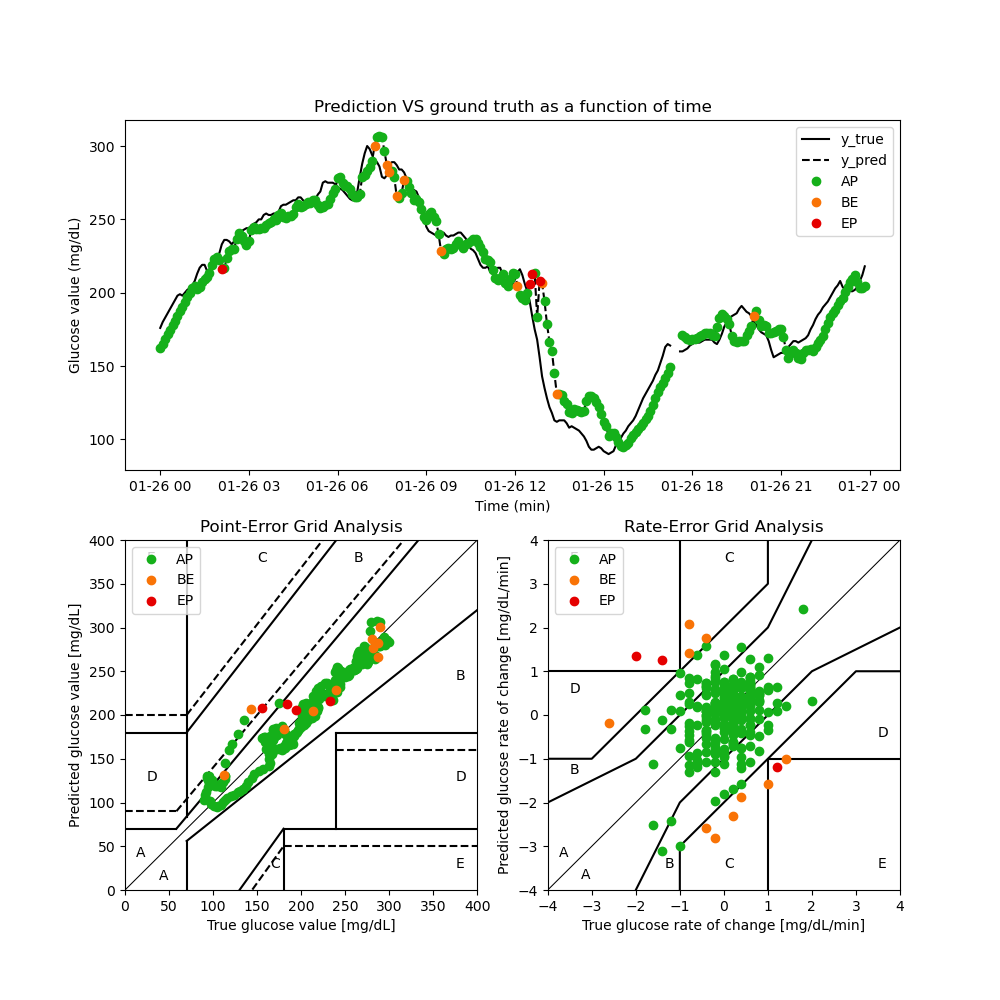 Prediction VS ground truth as a function of time
Glucose value (mg/dL)
300
250
200
150
100
y_true
y_pred
AP
BE
EP
01-26 00 01-26 03 01-26 06 01-26 09 01-26 12 01-26 15 01-26 18 01-26 21 01-27 00
Time (min)
Point-Error Grid Analysis
Predicted glucose value [mg/dL]
400
350
300
250
200
150
100
50
0
AP
BE
EP
C
B
B
D
D
A
A
C
E
0 50 100 150 200 250 300 350 400
True glucose value [mg/dL]
Rate-Error Grid Analysis
Predicted glucose rate of change [mg/dL/min]
4
3
2
1
0
−1
−2
−3
−4
AP
BE
EP
C
D
D
B
A
A
B
C
E
−4 −3 −2 −1 0 1 2 3 4
True glucose rate of change [mg/dL/min]